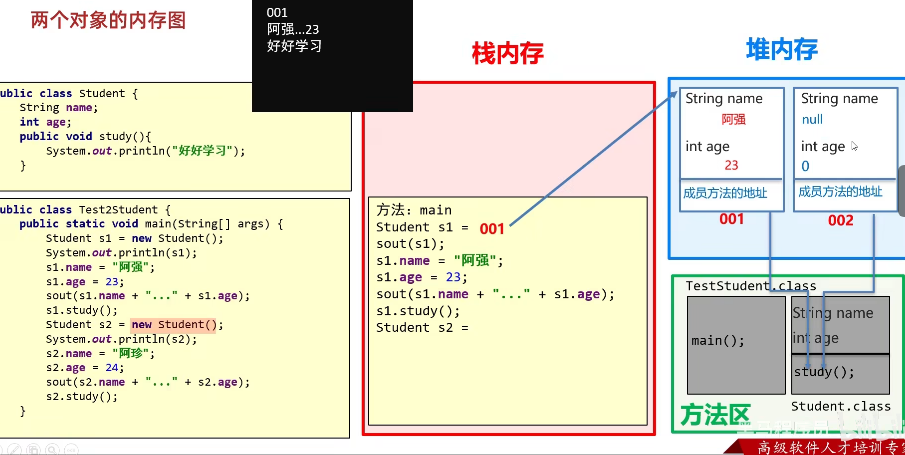 两个对象的内存图
001
阿强...23
好好学习
ublic class Student {
String name;
int age;
public void study(){
System.out.println("好好学习");
}
ublic class Test2Student {
public static void main(String[] args) {
Student s1 = new Student();
System.out.println(s1);
s1.name = "阿强";
s1.age = 23;
sout(s1.name + "..." + s1.age);
s1.study();
Student s2 = new Student();
System.out.println(s2);
s2.name = "阿珍";
s2.age = 24;
sout(s2.name + "..." + s2.age);
s2.study();
}
栈内存
方法: main
Student s1 = 001
sout(s1);
s1.name = "阿强";
s1.age = 23;
sout(s1.name + "..." + s1.age);
s1.study();
Student s2 =
堆内存
String name
阿强
int age
23
成员方法的地址
001
String name
null
int age
0
成员方法的地址
002
TestStudent.class
main();
String name
int age
study();
Student.class
方法区
高级软件人才培训专家